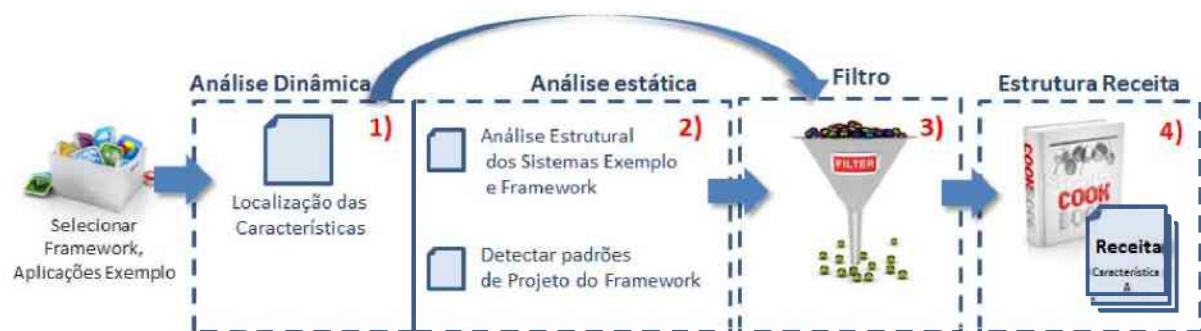 Análise Dinâmica
Análise estática
Filtro
Estrutura Receita
1)
2)
3)
4)
Selecionar
Framework,
Aplicações Exemplo
Localização das
Características
Análise Estrutural
dos Sistemas Exemplo
e Framework
Detectar padrões
de Projeto do Framework
FILTER
COOK
COOK
Receita
Característica
A